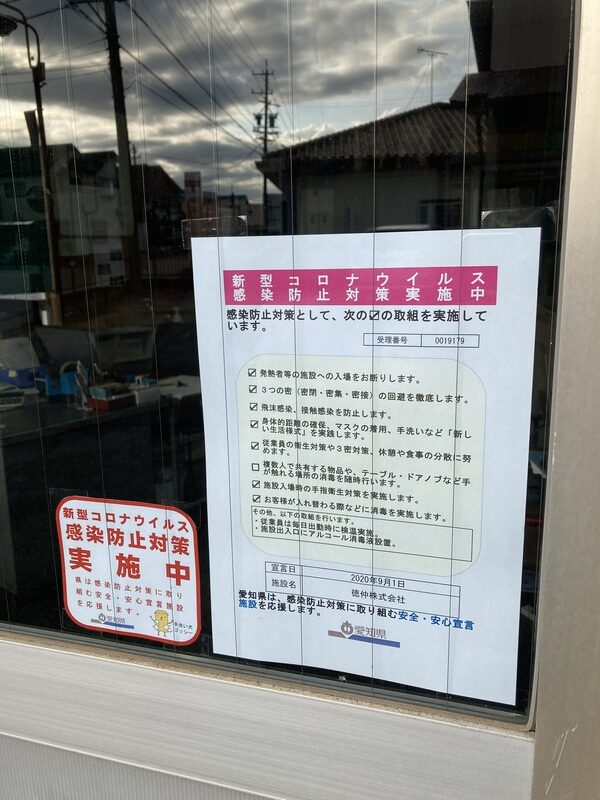 新型コロナウイルス
感染防止対策実施中
感染防止対策として、次の☑の取組を実施して
います。
受理番号 0019179
☑ 発熱者等の施設への入場をお断りします。
☑ 3つの密（密閉・密集・密接）の回避を徹底します。
☑ 飛沫感染、接触感染を防止します。
☑ 身体的距離の確保、マスクの着用、手洗いなど「新し
い生活様式」を実践します。
☑ 従業員の衛生対策や3密対策、休憩や食事の分散に努
めます。
☐ 複数人で共有する物品や、テーブル・ドアノブなど手
が触れる場所の消毒を随時行います。
☑ 施設入場時の手指衛生対策を実施します。
☑ お客様が入れ替わる際などに消毒を実施します。
その他、以下の取組を行います。
・従業員は毎日出勤時に検温実施。
・施設出入口にアルコール消毒液設置。
宣言日 2020年9月1日
施設名 徳仲株式会社
愛知県は、感染防止対策に取り組む安全・安心宣言
施設を応援します。
愛知県
新型コロナウイルス
感染防止対策
実施中
県は感染防止対策に取り
組む安全・安心宣言施設
を応援します。
愛知県
手洗い犬
ゴッシー